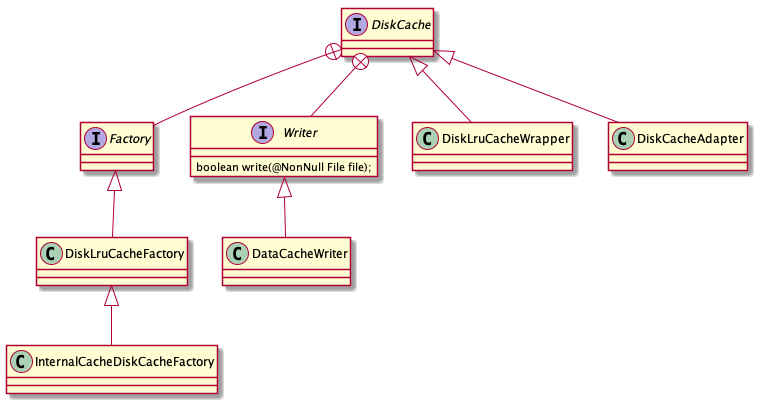 I DiskCache
I Factory
I Writer
boolean write(@NonNull File file);
C DiskLruCacheWrapper
C DiskCacheAdapter
C DiskLruCacheFactory
C DataCacheWriter
C InternalCacheDiskCacheFactory